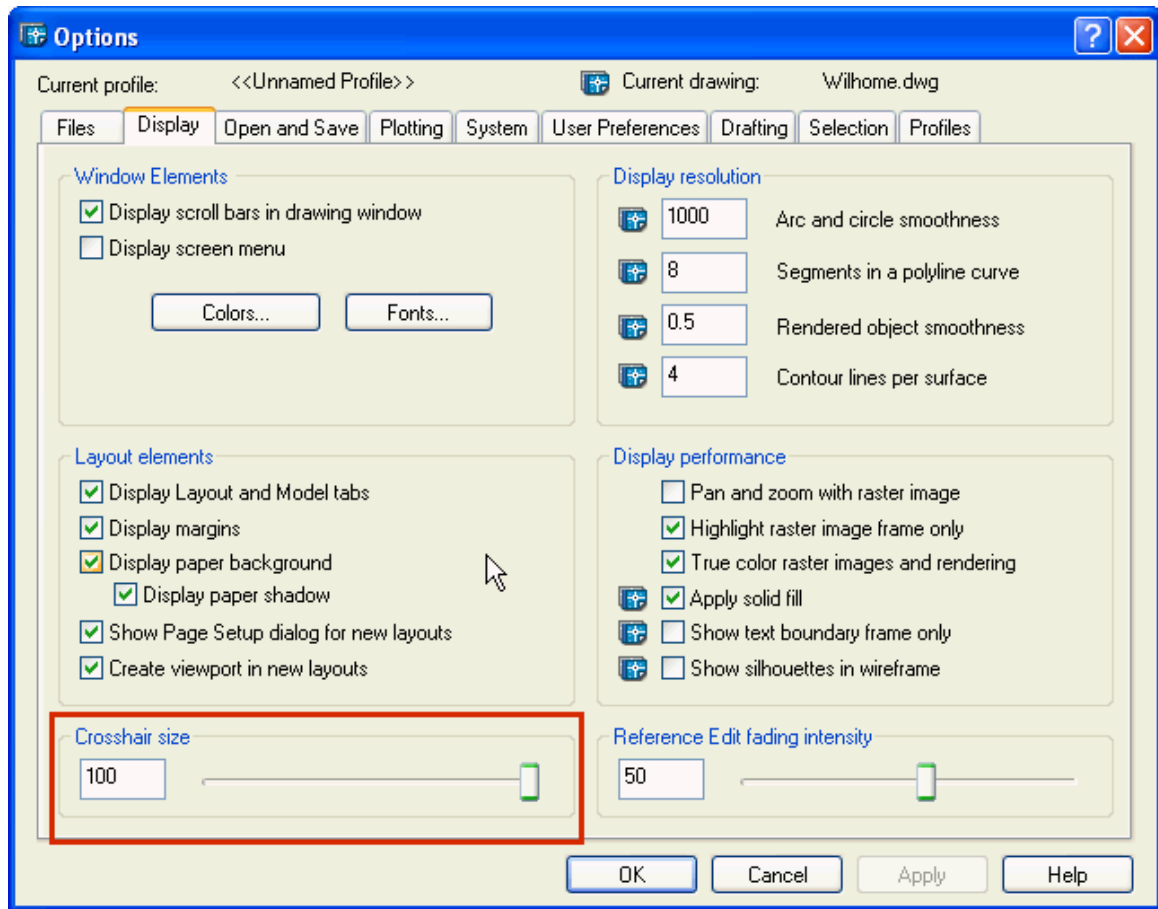 Options
Current profile: <<Unnamed Profile>> Current drawing: Wilhome.dwg
Files Display Open and Save Plotting System User Preferences Drafting Selection Profiles
Window Elements
Display scroll bars in drawing window
Display screen menu
Colors... Fonts...
Display resolution
1000 Arc and circle smoothness
8 Segments in a polyline curve
0.5 Rendered object smoothness
4 Contour lines per surface
Layout elements
Display Layout and Model tabs
Display margins
Display paper background
Display paper shadow
Show Page Setup dialog for new layouts
Create viewport in new layouts
Display performance
Pan and zoom with raster image
Highlight raster image frame only
True color raster images and rendering
Apply solid fill
Show text boundary frame only
Show silhouettes in wireframe
Crosshair size
100
Reference Edit fading intensity
50
OK Cancel Apply Help